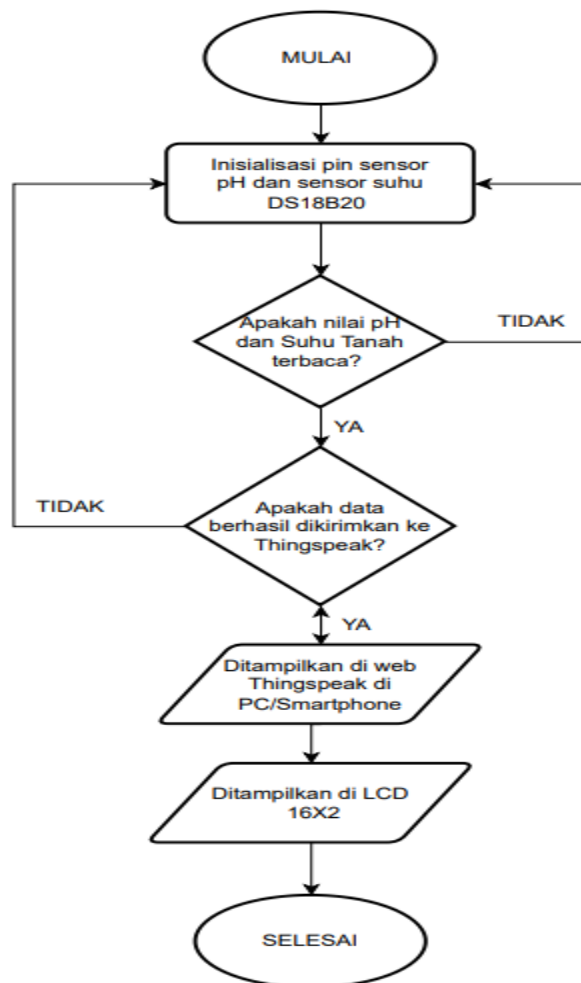 MULAI
Inisialisasi pin sensor
pH dan sensor suhu
DS18B20
Apakah nilai pH
dan Suhu Tanah
terbaca?
TIDAK
YA
TIDAK
Apakah data
berhasil dikirimkan ke
Thingspeak?
YA
Ditampilkan di web
Thingspeak di
PC/Smartphone
Ditampilkan di LCD
16X2
SELESAI